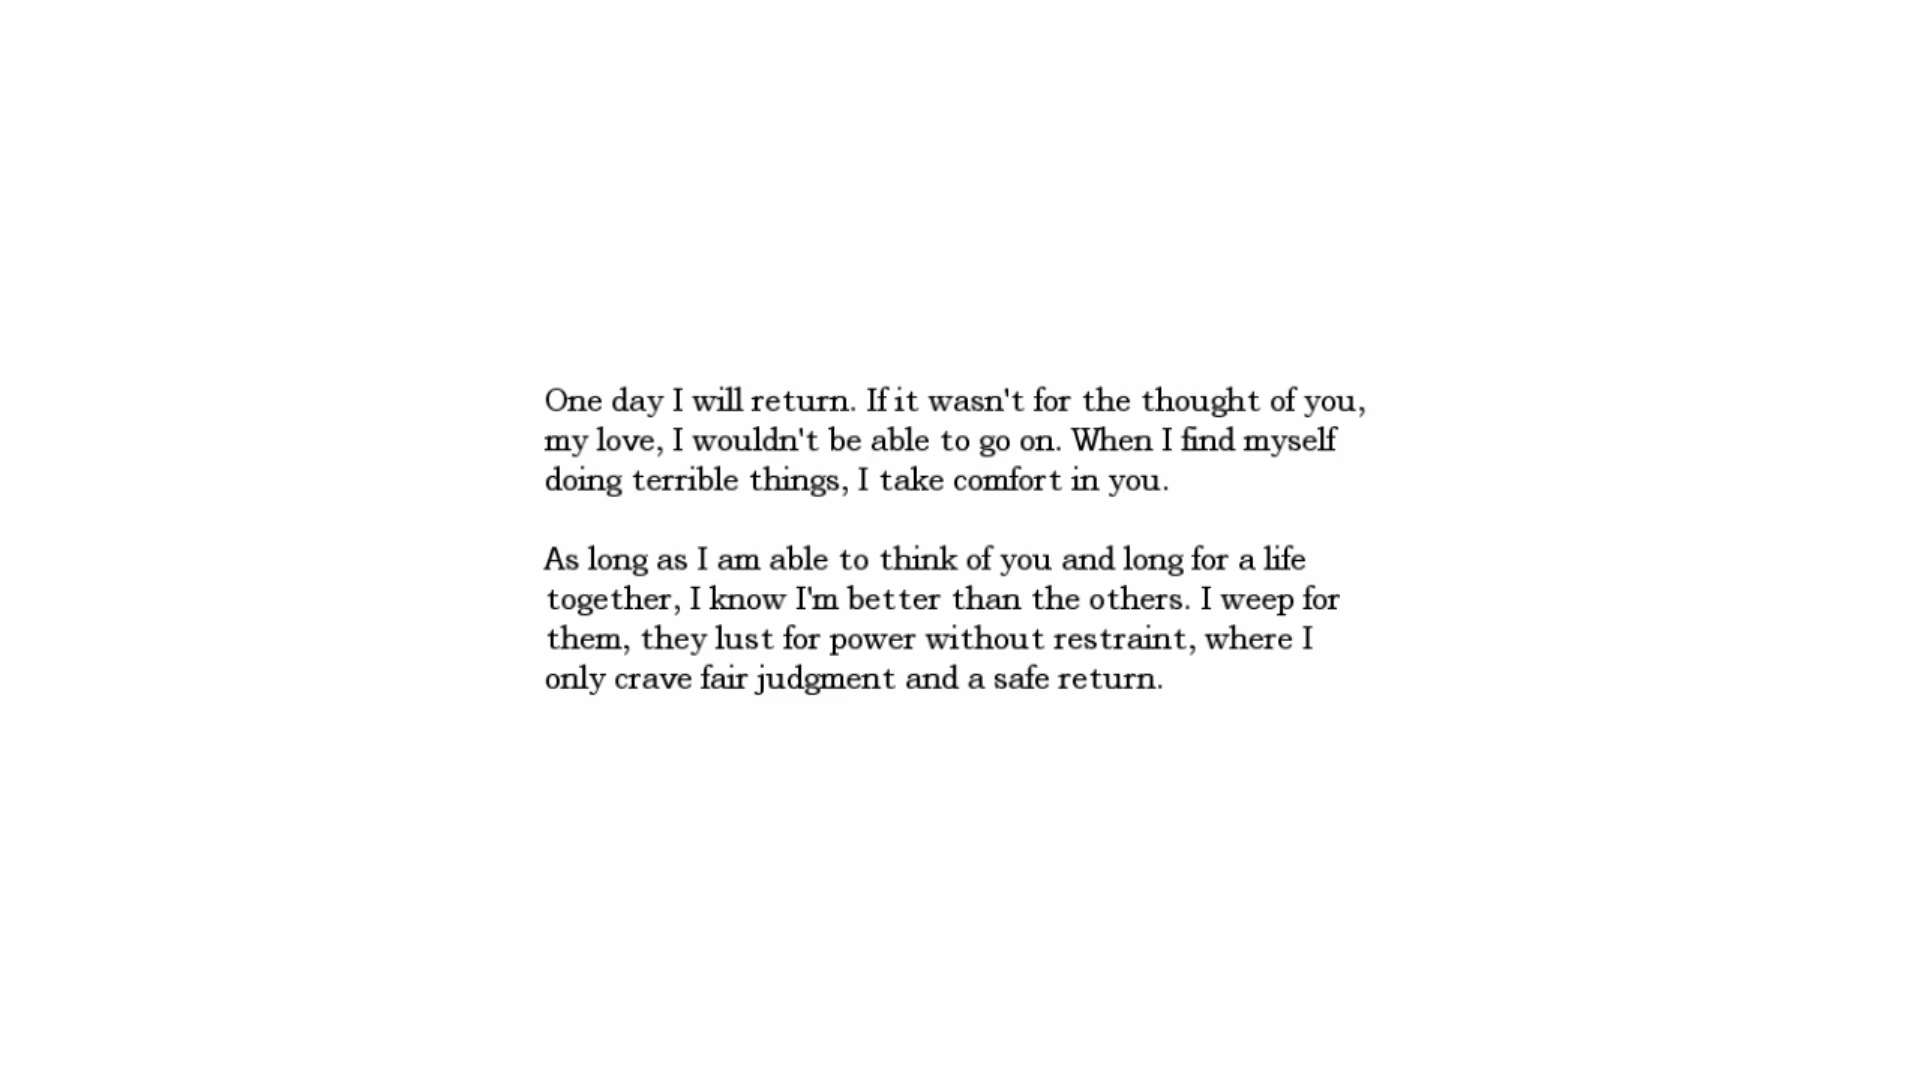 One day I will return. If it wasn't for the thought of you,
my love, I wouldn't be able to go on. When I find myself
doing terrible things, I take comfort in you.
As long as I am able to think of you and long for a life
together, I know I'm better than the others. I weep for
them, they lust for power without restraint, where I
only crave fair judgment and a safe return.